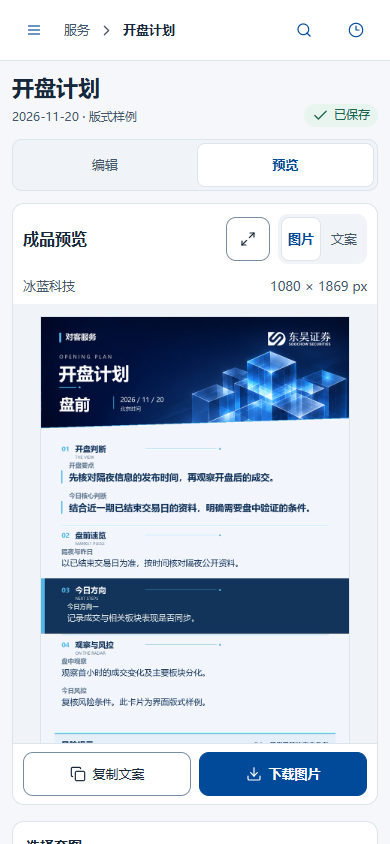 服务 > 开盘计划
开盘计划
2026-11-20 · 版式样例
已保存
编辑
预览
成品预览
图片
文案
冰蓝科技
1080 × 1869 px
对客服务
东吴证券
SOOCHOW SECURITIES
OPENING PLAN
开盘计划
盘前
2026 / 11 / 20
北京时间
01 开盘判断
THE VIEW
开盘要点
先核对隔夜信息的发布时间，再观察开盘后的成交。
今日核心判断
结合近一期已结束交易日的资料，明确需要盘中验证的条件。
02 盘前速览
隔夜与昨日
以已结束交易日为准，按时间核对隔夜公开资料。
03 今日方向
NEXT STEPS
今日方向一
记录成交与相关板块表现是否同步。
04 观察与风控
ON THE RADAR
盘中观察
观察首小时的成交变化及主要板块分化。
今日风险
复核风险条件。此卡片为界面版式样例。
复制文案
下载图片